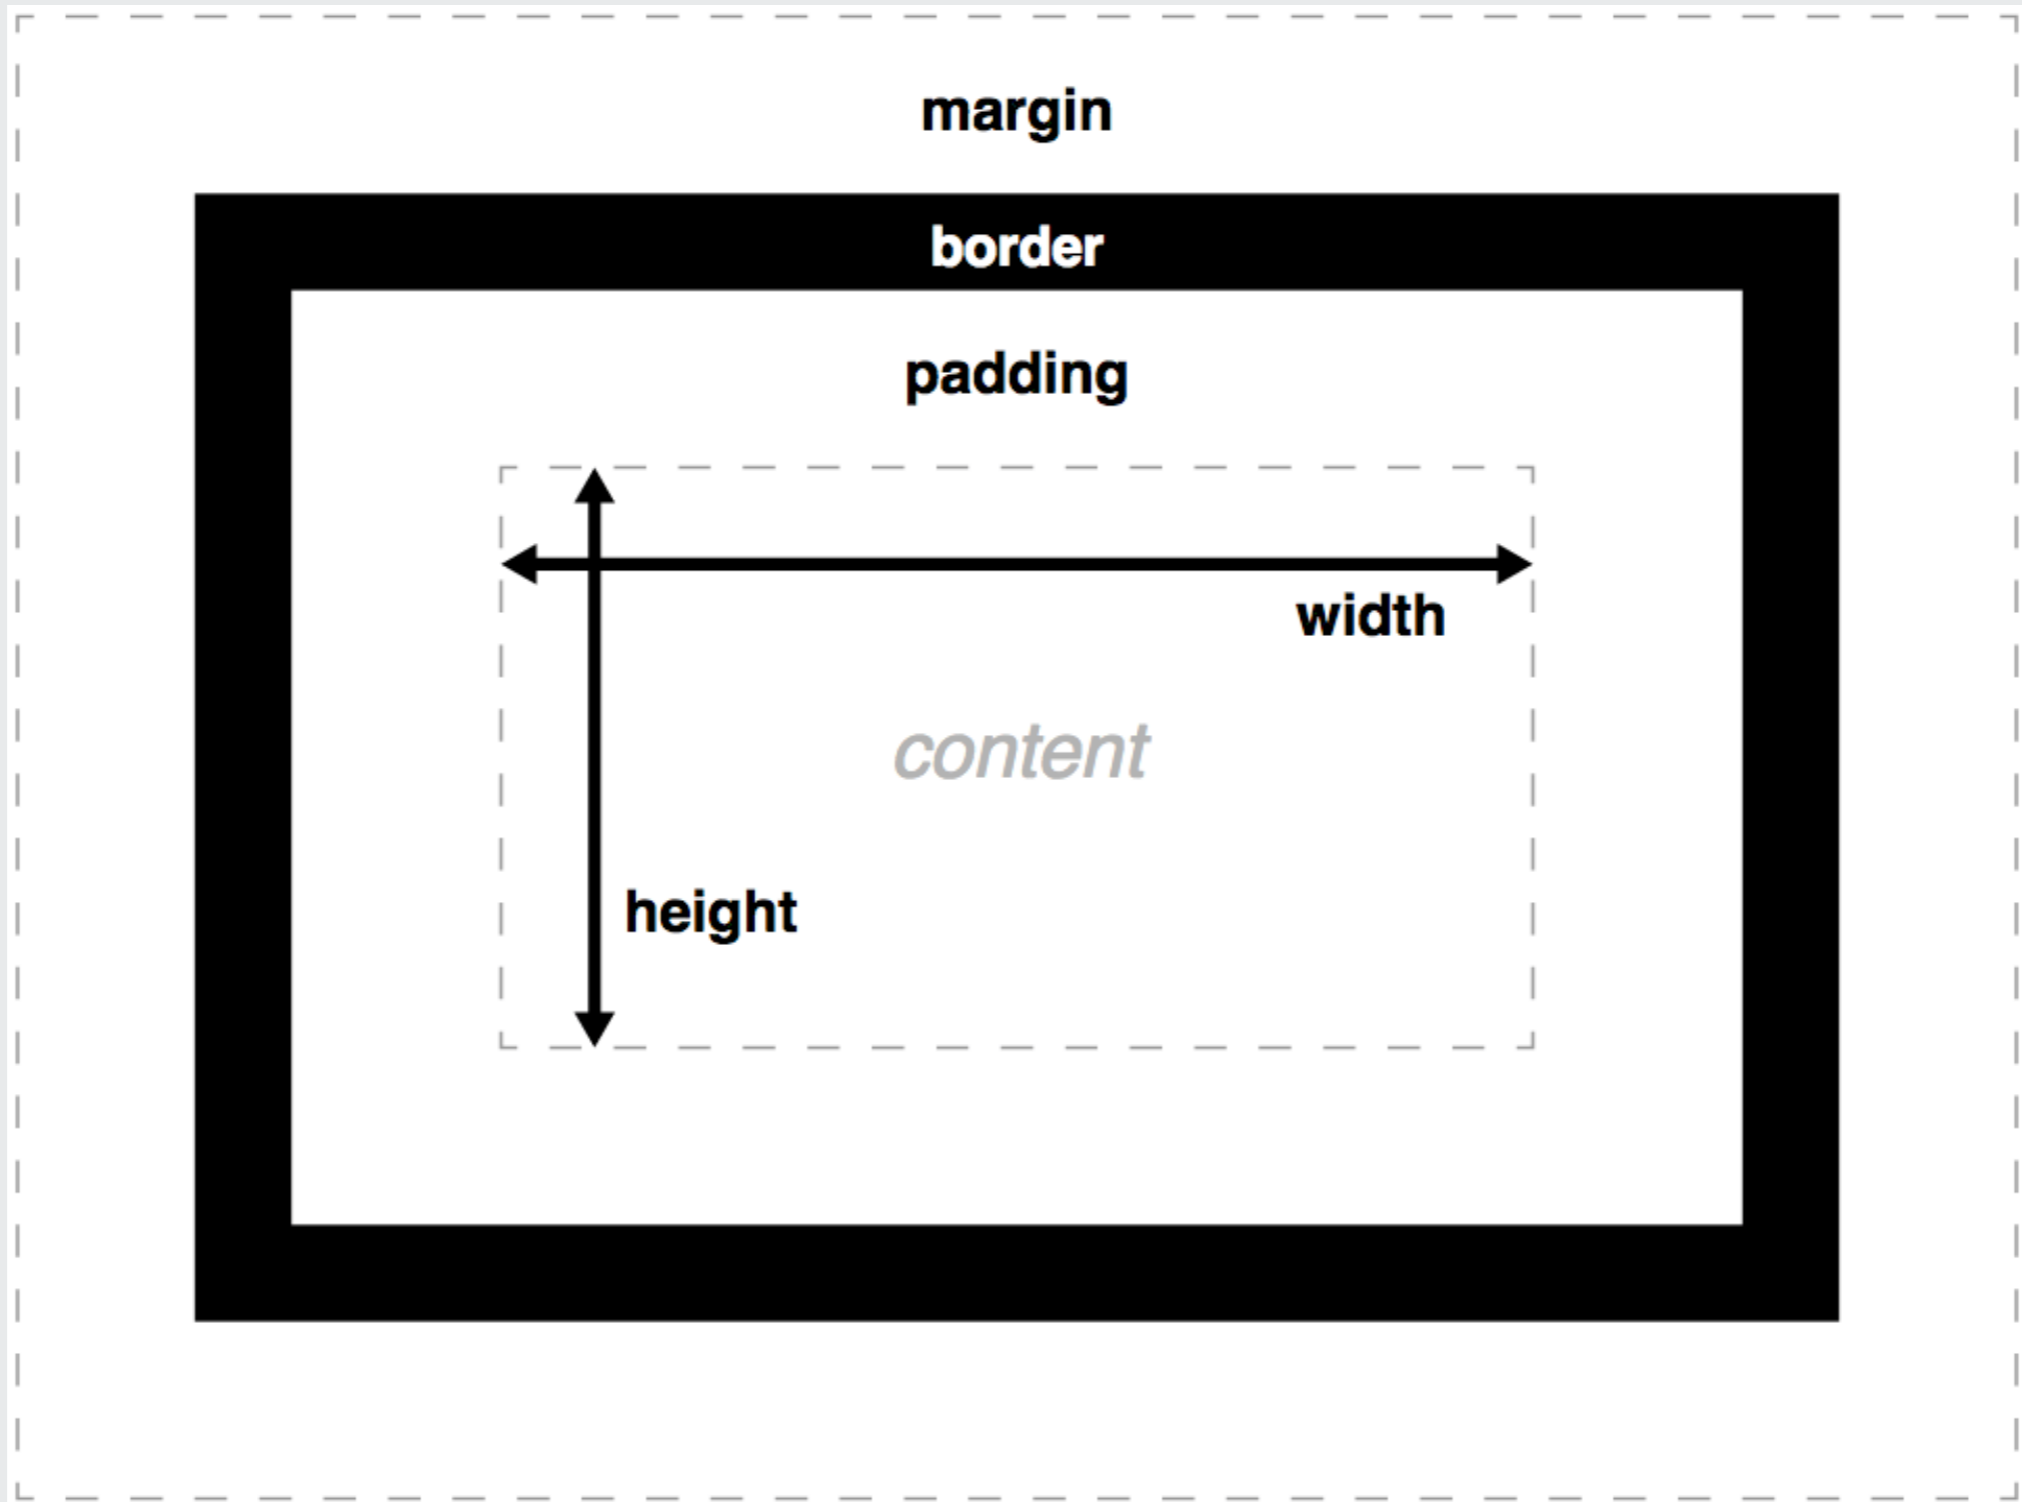 margin
border
padding
width
content
height